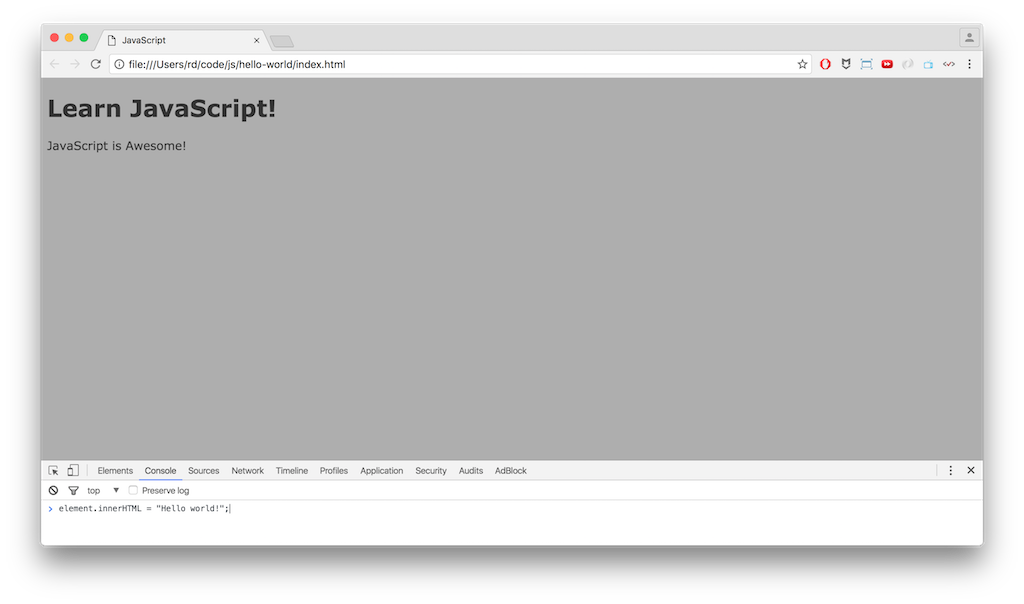 JavaScript
file:///Users/rd/code/js/hello-world/index.html
Learn JavaScript!
JavaScript is Awesome!
Elements Console Sources Network Timeline Profiles Application Security Audits AdBlock
top Preserve log
element.innerHTML = "Hello world!";